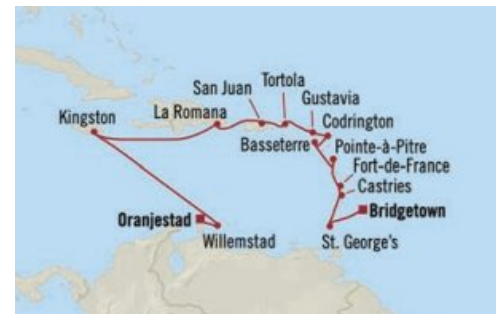 San Juan
Tortola
Gustavia
Kingston
La Romana
Codrington
Basseterre
Pointe-à-Pitre
Fort-de-France
Castries
Bridgetown
Oranjestad
Willemstad
St. George's